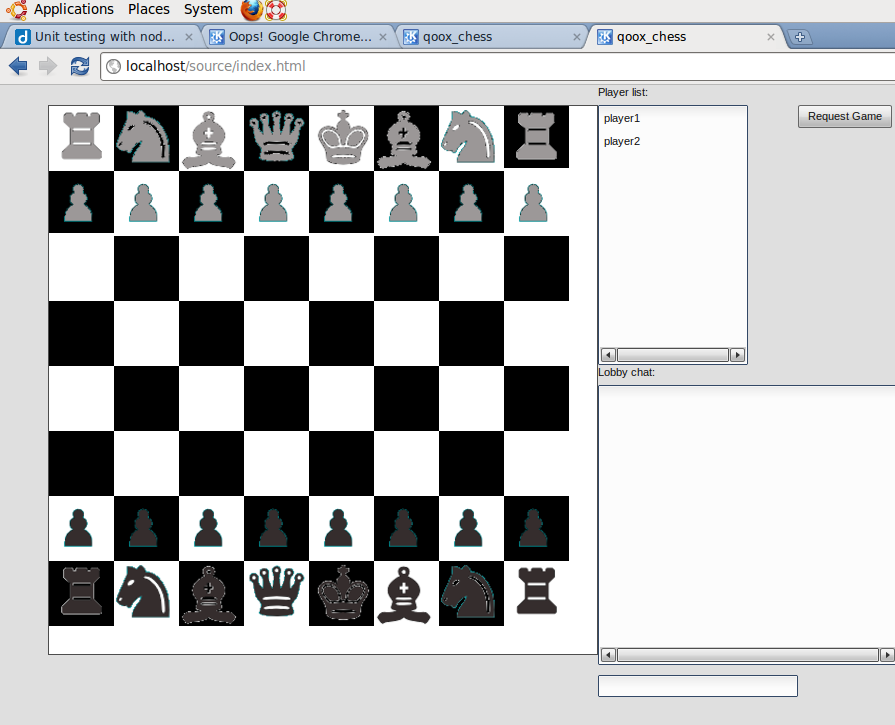 Applications Places System
Unit testing with nod...
Oops! Google Chrome...
qoox_chess
qoox_chess
localhost/source/index.html
Player list:
player1
player2
Request Game
Lobby chat: